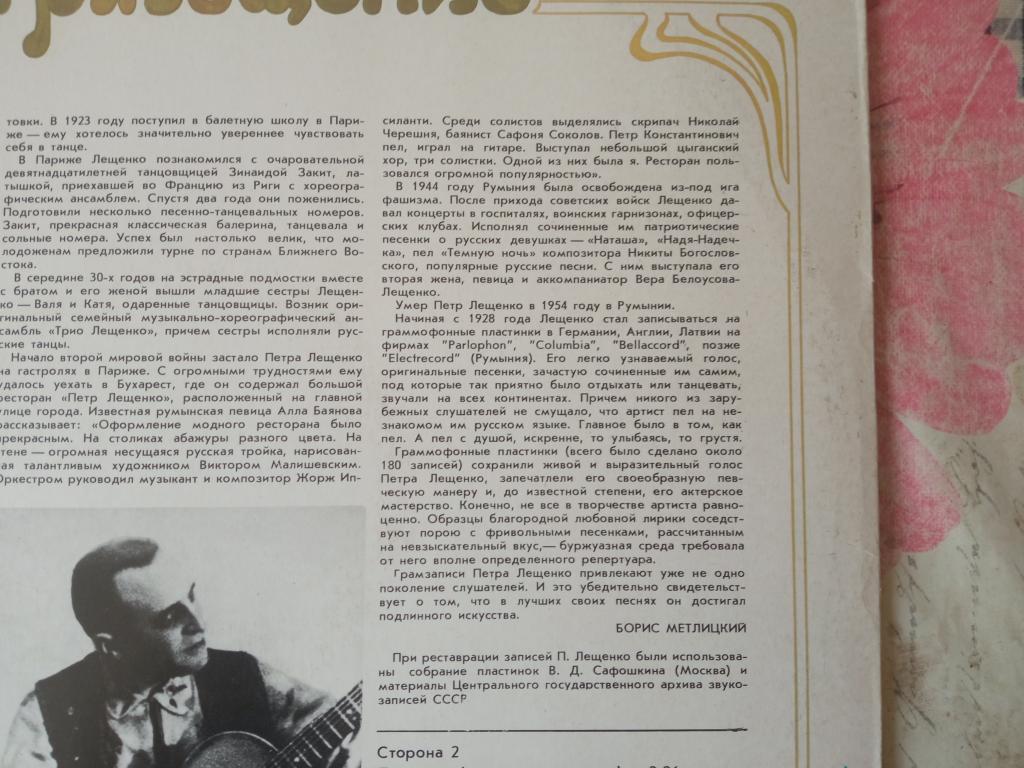 товки. В 1923 году поступил в балетную школу в Пари-
же — ему хотелось значительно увереннее чувствовать
себя в танце.
В Париже Лещенко познакомился с очаровательной
девятнадцатилетней танцовщицей Зинаидой Закит, ла-
тышкой, приехавшей во Францию из Риги с хореогра-
фическим ансамблем. Спустя два года они поженились.
Подготовили несколько песенно-танцевальных номеров.
Закит, прекрасная классическая балерина, танцевала и
сольные номера. Успех был настолько велик, что мо-
лодоженам предложили турне по странам Ближнего Во-
стока.
В середине 30-х годов на эстрадные подмостки вместе
с братом и его женой вышли младшие сестры Лещен-
ко — Валя и Катя, одаренные танцовщицы. Возник ори-
гинальный семейный музыкально-хореографический ан-
самбль «Трио Лещенко», причем сестры исполняли рус-
ские танцы.
Начало второй мировой войны застало Петра Лещенко
на гастролях в Париже. С огромными трудностями ему
удалось уехать в Бухарест, где он содержал большой
ресторан «Петр Лещенко», расположенный на главной
улице города. Известная румынская певица Алла Баянова
рассказывает: «Оформление модного ресторана было
прекрасным. На столиках абажуры разного цвета. На
стене — огромная несущаяся русская тройка, нарисован-
ная талантливым художником Виктором Малишевским.
Оркестром руководил музыкант и композитор Жорж Ип-
силанти. Среди солистов выделялись скрипач Николай
Черешня, баянист Сафоня Соколов. Петр Константинович
пел, играл на гитаре. Выступал небольшой цыганский
хор, три солистки. Одной из них была я. Ресторан поль-
зовался огромной популярностью».
В 1944 году Румыния была освобождена из-под ига
фашизма. После прихода советских войск Лещенко да-
вал концерты в госпиталях, воинских гарнизонах, офицер-
ских клубах. Исполнял сочиненные им патриотические
песенки о русских девушках — «Наташа», «Надя-Надеч-
ка», пел «Темную ночь» композитора Никиты Богослов-
ского, популярные русские песни. С ним выступала его
вторая жена, певица и аккомпаниатор Вера Белоусова-
Лещенко.
Умер Петр Лещенко в 1954 году в Румынии.
Начиная с 1928 года Лещенко стал записываться на
граммофонные пластинки в Германии, Англии, Латвии на
фирмах "Parlophon", "Columbia", "Bellaccord", позже
"Electrecord" (Румыния). Его легко узнаваемый голос,
оригинальные песенки, зачастую сочиненные им самим,
под которые так приятно было отдыхать или танцевать,
звучали на всех континентах. Причем никого из зару-
бежных слушателей не смущало, что артист пел на не-
знакомом им русском языке. Главное было в том, как
пел. А пел с душой, искренне, то улыбаясь, то грустя.
Граммофонные пластинки (всего было сделано около
180 записей) сохранили живой и выразительный голос
Петра Лещенко, запечатлели его своеобразную пев-
ческую манеру и, до известной степени, его актерское
мастерство. Конечно, не все в творчестве артиста равно-
ценно. Образцы благородной любовной лирики соседст-
вуют порою с фривольными песенками, рассчитанным
на невзыскательный вкус,— буржуазная среда требовала
от него вполне определенного репертуара.
Грамзаписи Петра Лещенко привлекают уже не одно
поколение слушателей. И это убедительно свидетельст-
вует о том, что в лучших своих песнях он достигал
подлинного искусства.
БОРИС МЕТЛИЦКИЙ
При реставрации записей П. Лещенко были использова-
ны собрание пластинок В. Д. Сафошкина (Москва) и
материалы Центрального государственного архива звуко-
записей СССР
Сторона 2